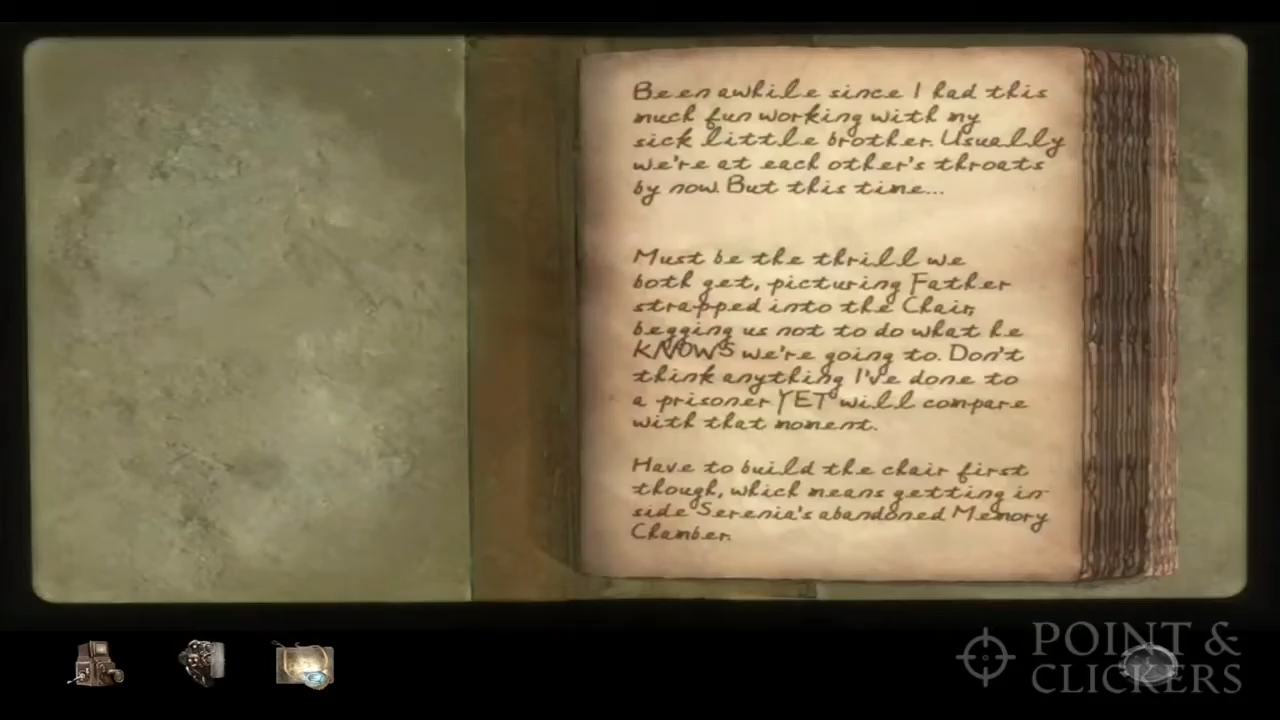 Been awhile since I had this
much fun working with my
sick little brother. Usually
we're at each other's throats
by now. But this time...
Must be the thrill we
both get, picturing Father
strapped into the Chair,
begging us not to do what he
KNOWS we're going to. Don't
think anything I've done to
a prisoner YET will compare
with that moment.
Have to build the chair first
though, which means getting in-
side Serenia's abandoned Memory
Chamber.
POINT &
CLICKERS